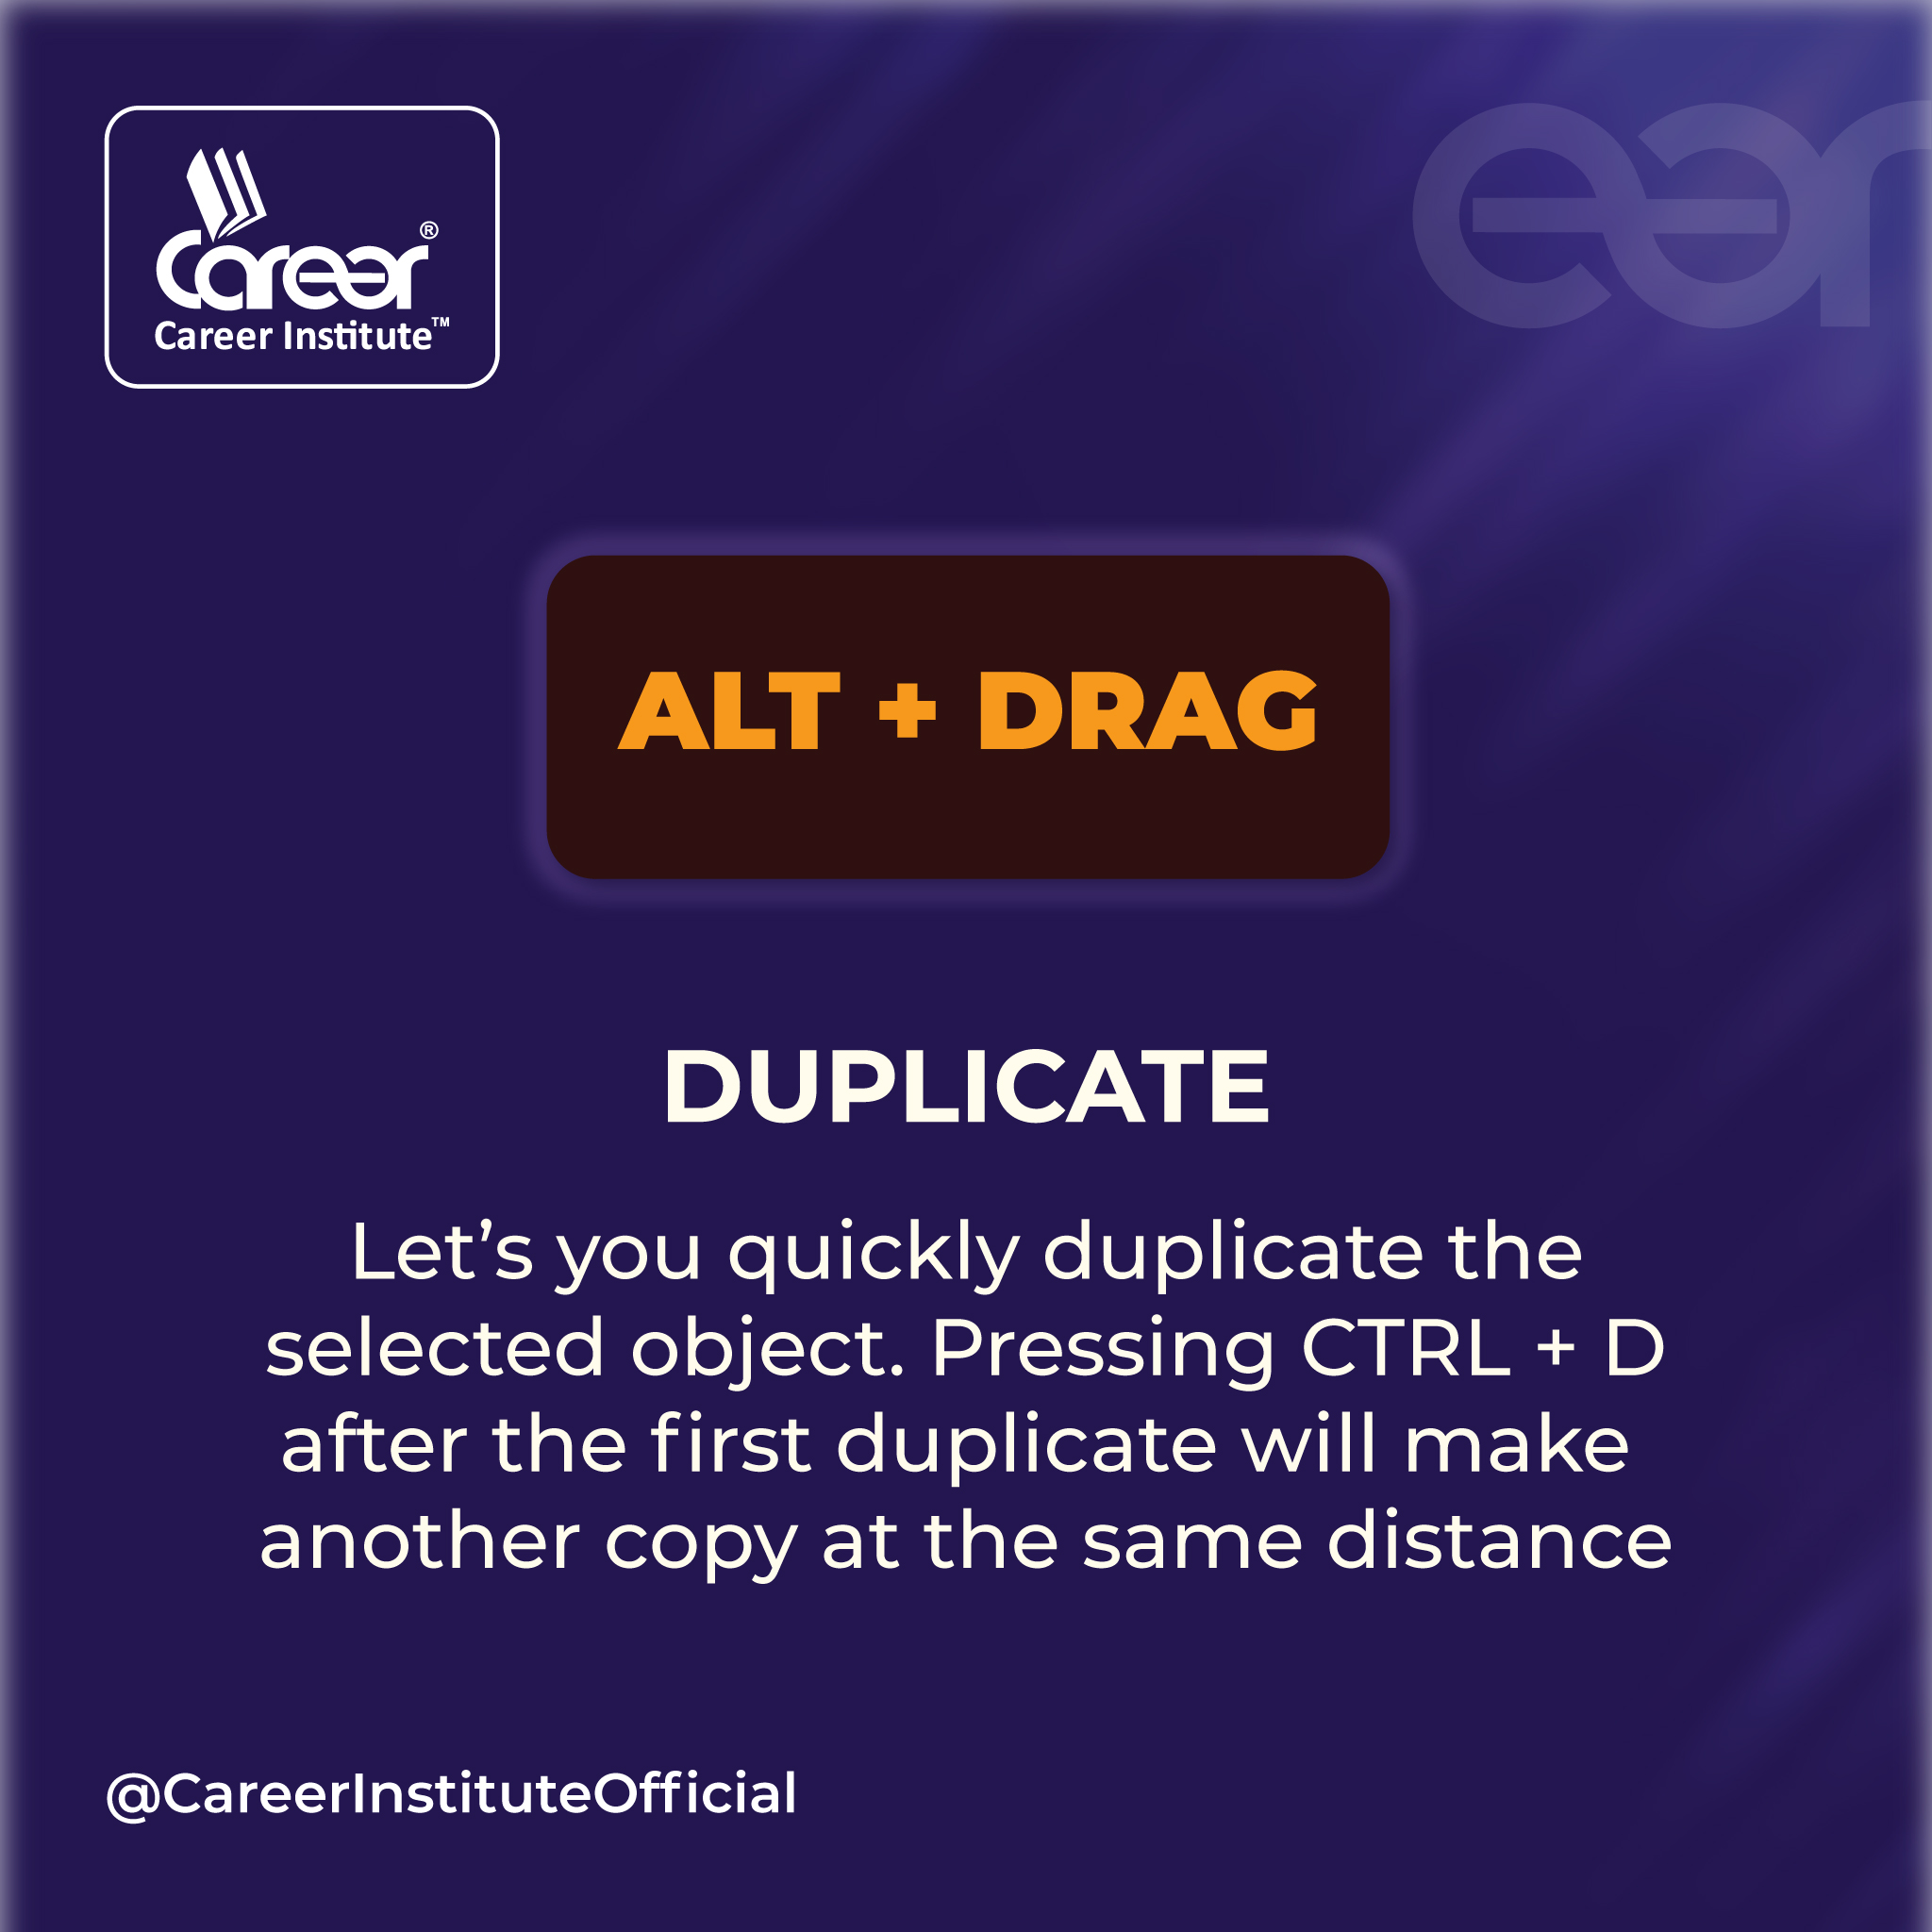 Career®
Career Institute™
eer
ALT + DRAG
DUPLICATE
Let’s you quickly duplicate the
selected object. Pressing CTRL + D
after the first duplicate will make
another copy at the same distance
@CareerInstituteOfficial